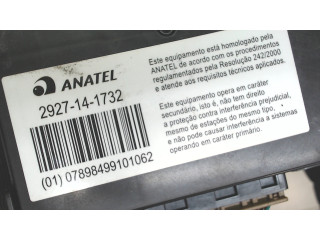 ANATEL
2927-14-1732
(01) 07898499101062
Este equipamento está homologado pela
ANATEL de acordo com os procedimentos
regulamentados pela Resolução 242/2000
e atende aos requisitos técnicos aplicados.
Este equipamento opera em caráter
secundário, isto é, não tem direito
a proteção contra interferência prejudicial,
mesmo de estações do mesmo tipo,
e não pode causar interferência a sistemas
operando em caráter primário.